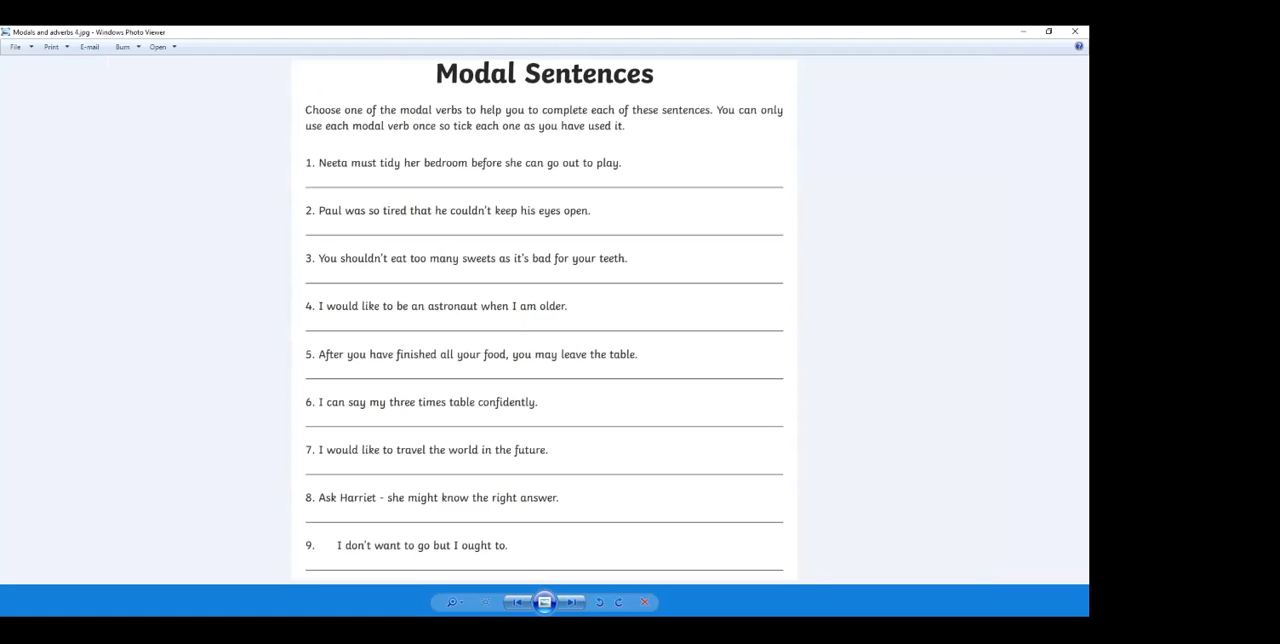 Modals and adverbs 4.jpg - Windows Photo Viewer
File Print E-mail Burn Open
Modal Sentences
Choose one of the modal verbs to help you to complete each of these sentences. You can only
use each modal verb once so tick each one as you have used it.
1. Neeta must tidy her bedroom before she can go out to play.
2. Paul was so tired that he couldn't keep his eyes open.
3. You shouldn't eat too many sweets as it's bad for your teeth.
4. I would like to be an astronaut when I am older.
5. After you have finished all your food, you may leave the table.
6. I can say my three times table confidently.
7. I would like to travel the world in the future.
8. Ask Harriet - she might know the right answer.
9. I don't want to go but I ought to.